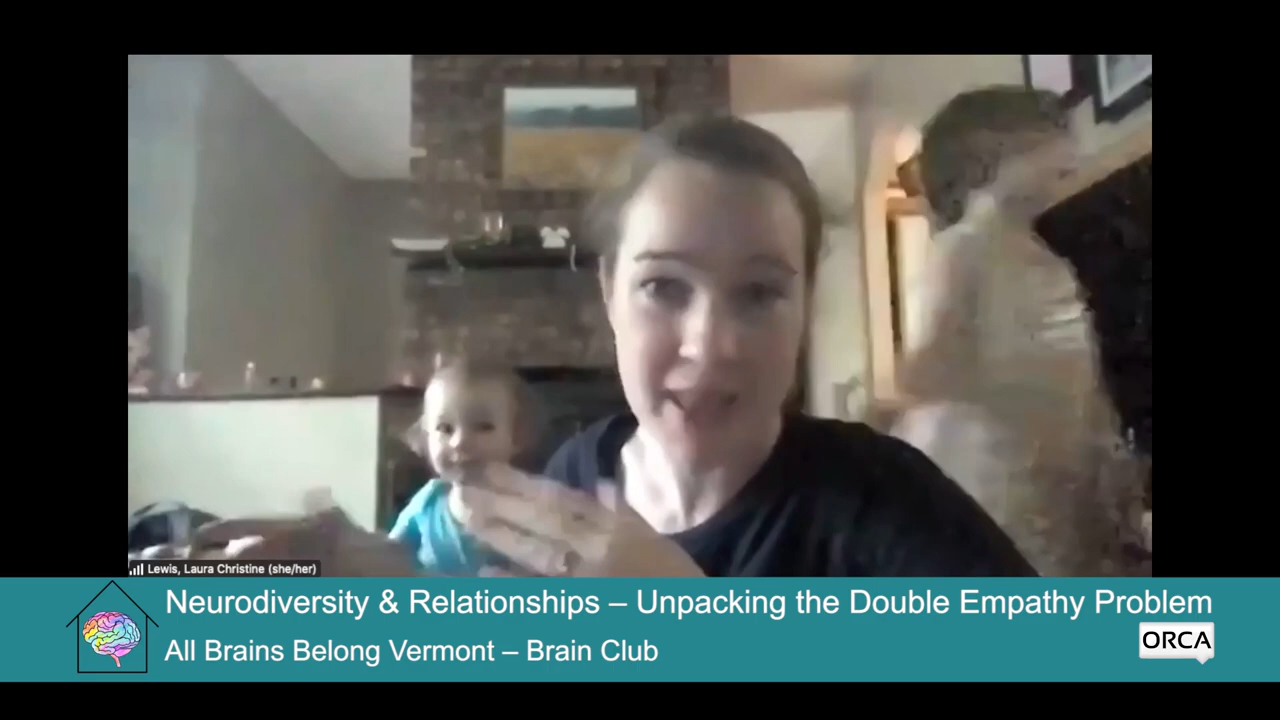 Lewis, Laura Christine (she/her)
Neurodiversity & Relationships – Unpacking the Double Empathy Problem
All Brains Belong Vermont – Brain Club
ORCA